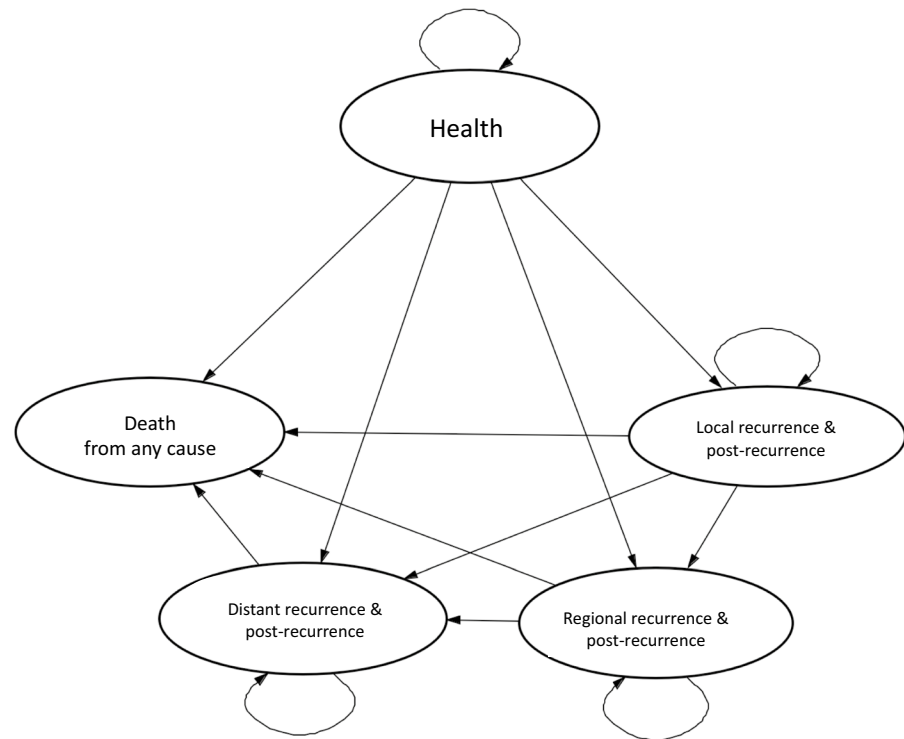 Health
Death
from any cause
Local recurrence &
post-recurrence
Distant recurrence &
post-recurrence
Regional recurrence &
post-recurrence